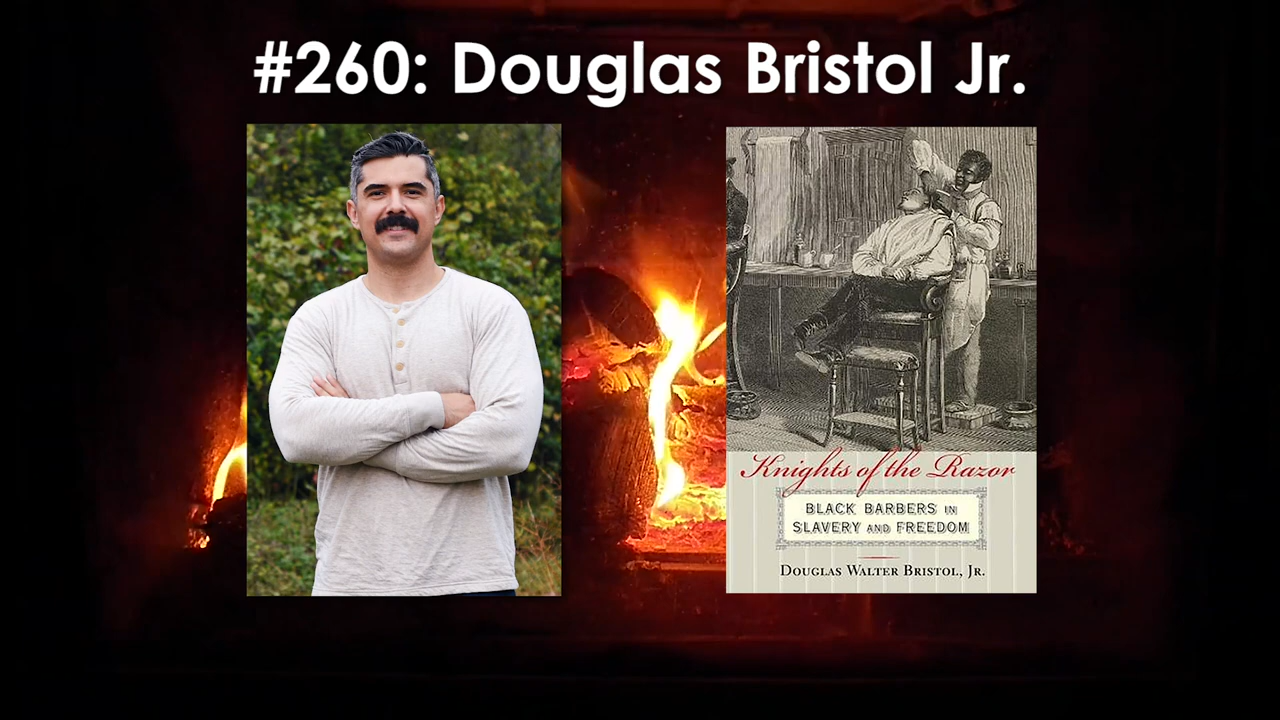 #260: Douglas Bristol Jr.
Knights of the Razor
BLACK BARBERS IN
SLAVERY AND FREEDOM
DOUGLAS WALTER BRISTOL, JR.